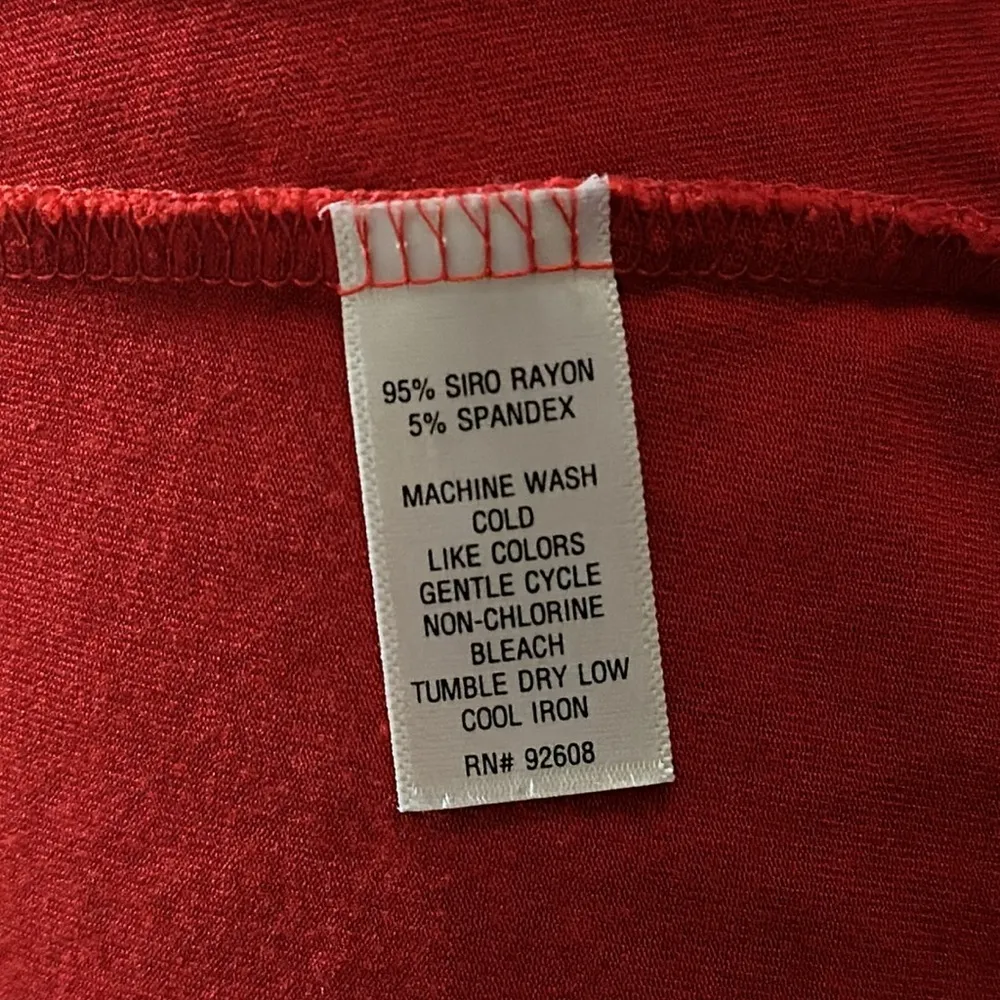 95% SIRO RAYON
5% SPANDEX
MACHINE WASH
COLD
LIKE COLORS
GENTLE CYCLE
NON-CHLORINE
BLEACH
TUMBLE DRY LOW
COOL IRON
RN# 92608